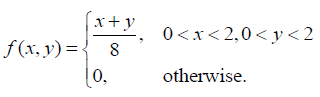 f(x, y) = { (x + y)/8, 0 < x < 2, 0 < y < 2
0, otherwise.